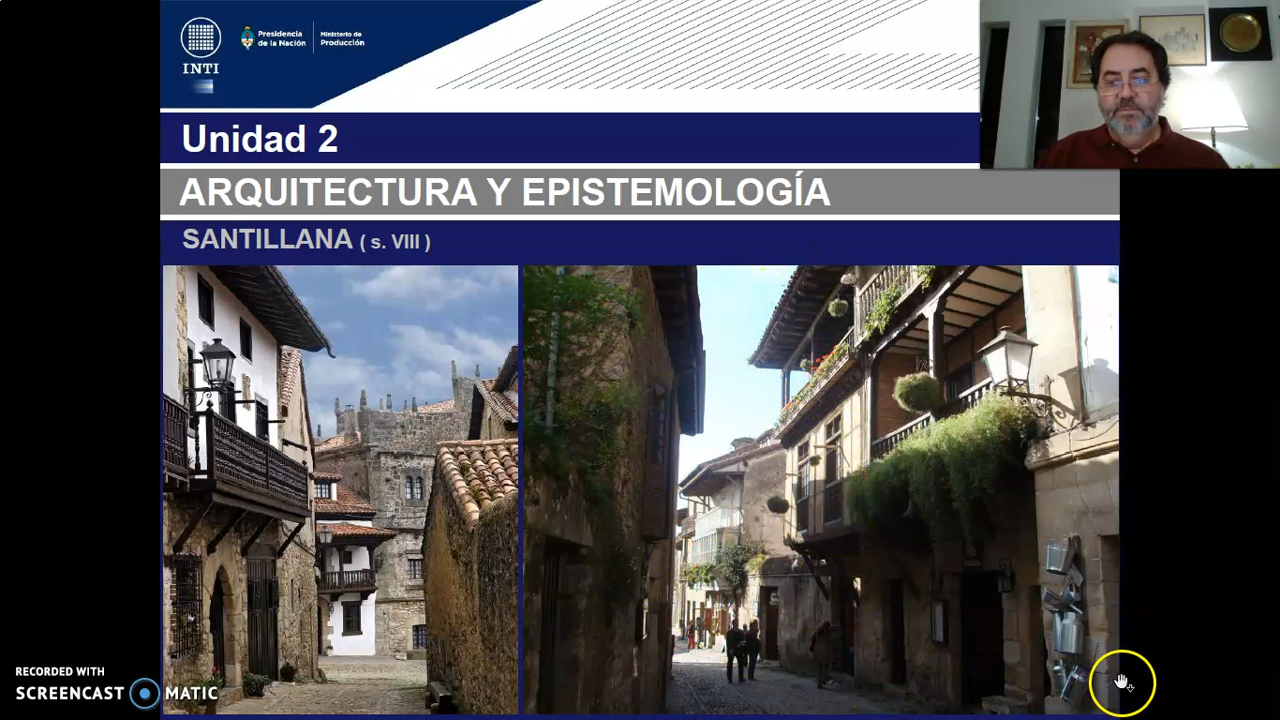 INTI
Presidencia
de la Nación
Ministerio de
Producción
Unidad 2
ARQUITECTURA Y EPISTEMOLOGÍA
SANTILLANA ( s. VIII )
RECORDED WITH
SCREENCAST MATIC